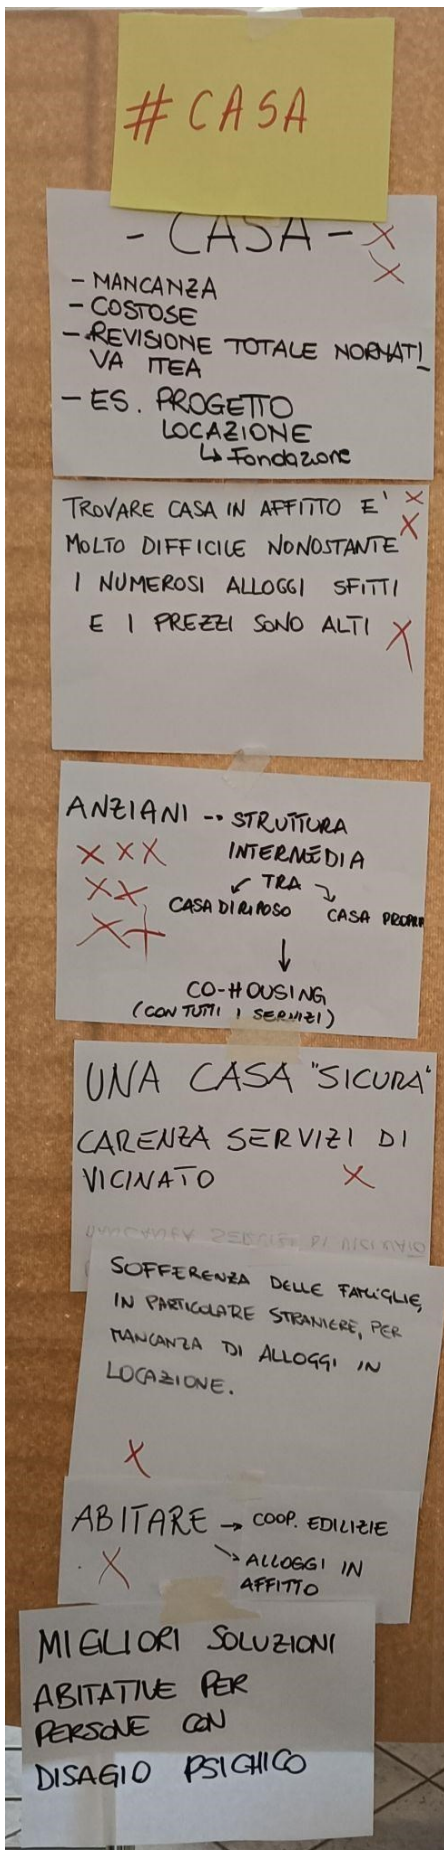 # CASA
- CASA -
- MANCANZA
- COSTOSE
- REVISIONE TOTALE NORMATI
VA ITEA
- ES. PROGETTO
LOCAZIONE
↳ Fondazione
TROVARE CASA IN AFFITTO E'
MOLTO DIFFICILE NONOSTANTE
I NUMEROSI ALLOGGI SFITTI
E I PREZZI SONO ALTI
ANZIANI -- STRUTTURA
INTERMEDIA
TRA
CASA DI RIPOSO CASA PROPRIA
CO-HOUSING
(CON TUTTI I SERVIZI)
UNA CASA "SICURA"
CARENZA SERVIZI DI
VICINATO
SOFFERENZA DELLE FAMIGLIE,
IN PARTICOLARE STRANIERE, PER
MANCANZA DI ALLOGGI IN
LOCAZIONE.
ABITARE → COOP. EDILIZIE
→ ALLOGGI IN
AFFITTO
MIGLIORI SOLUZIONI
ABITATIVE PER
PERSONE CON
DISAGIO PSICHICO